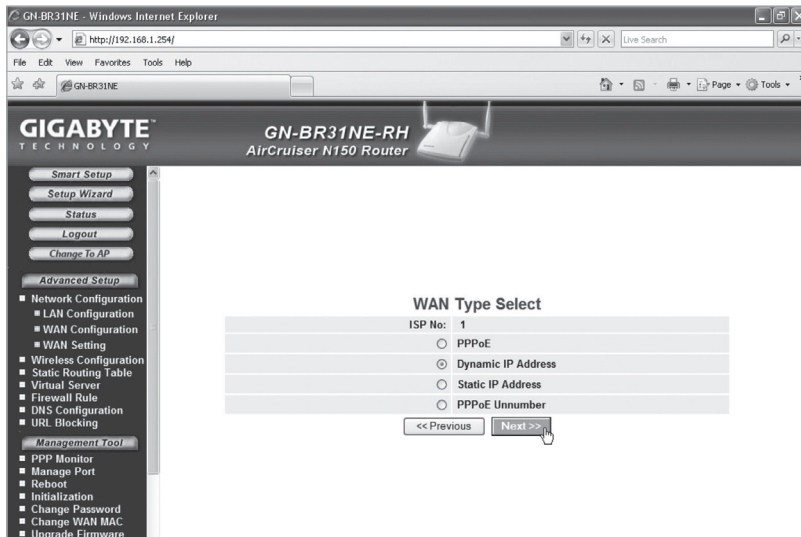 GN-BR31NE - Windows Internet Explorer
http://192.168.1.254/
Live Search
File Edit View Favorites Tools Help
GN-BR31NE
Page Tools
GIGABYTE™
TECHNOLOGY
GN-BR31NE-RH
AirCruiser N150 Router
Smart Setup
Setup Wizard
Status
Logout
Change To AP
Advanced Setup
Network Configuration
LAN Configuration
WAN Configuration
WAN Setting
Wireless Configuration
Static Routing Table
Virtual Server
Firewall Rule
DNS Configuration
URL Blocking
Management Tool
PPP Monitor
Manage Port
Reboot
Initialization
Change Password
Change WAN MAC
Upgrade Firmware
WAN Type Select
ISP No: 1
PPPoE
Dynamic IP Address
Static IP Address
PPPoE Unnumber
<< Previous Next >>